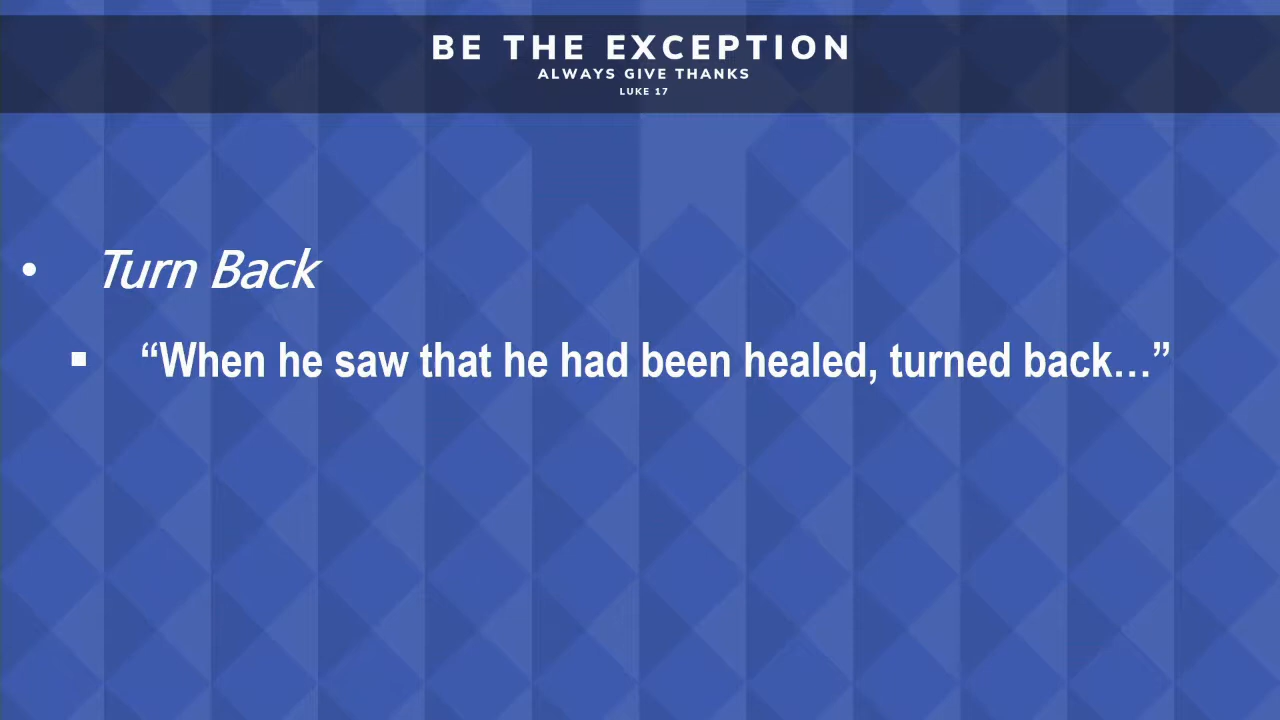 BE THE EXCEPTION
ALWAYS GIVE THANKS
LUKE 17
• Turn Back
▪ “When he saw that he had been healed, turned back…”